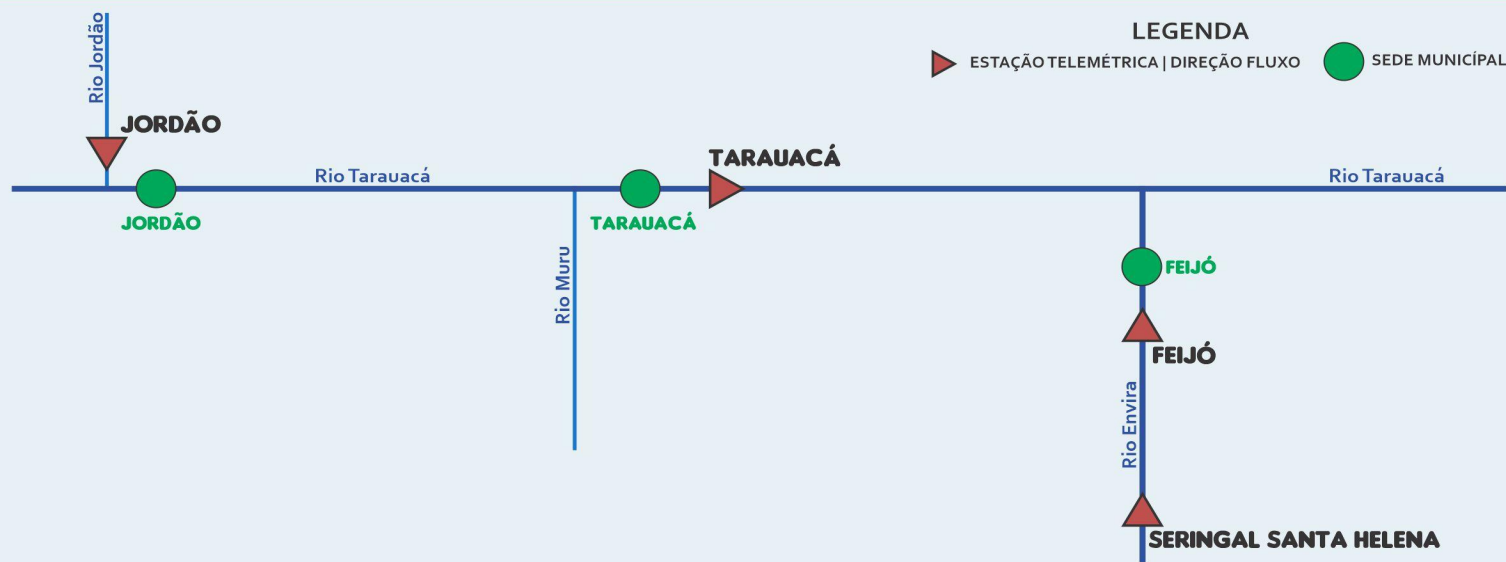 LEGENDA
ESTAÇÃO TELEMÉTRICA | DIREÇÃO FLUXO
SEDE MUNICÍPAL
Rio Jordão
JORDÃO
Rio Tarauacá
TARAUACÁ
Rio Tarauacá
JORDÃO
TARAUACÁ
Rio Muru
FEIJÓ
FEIJÓ
Rio Envira
SERINGAL SANTA HELENA